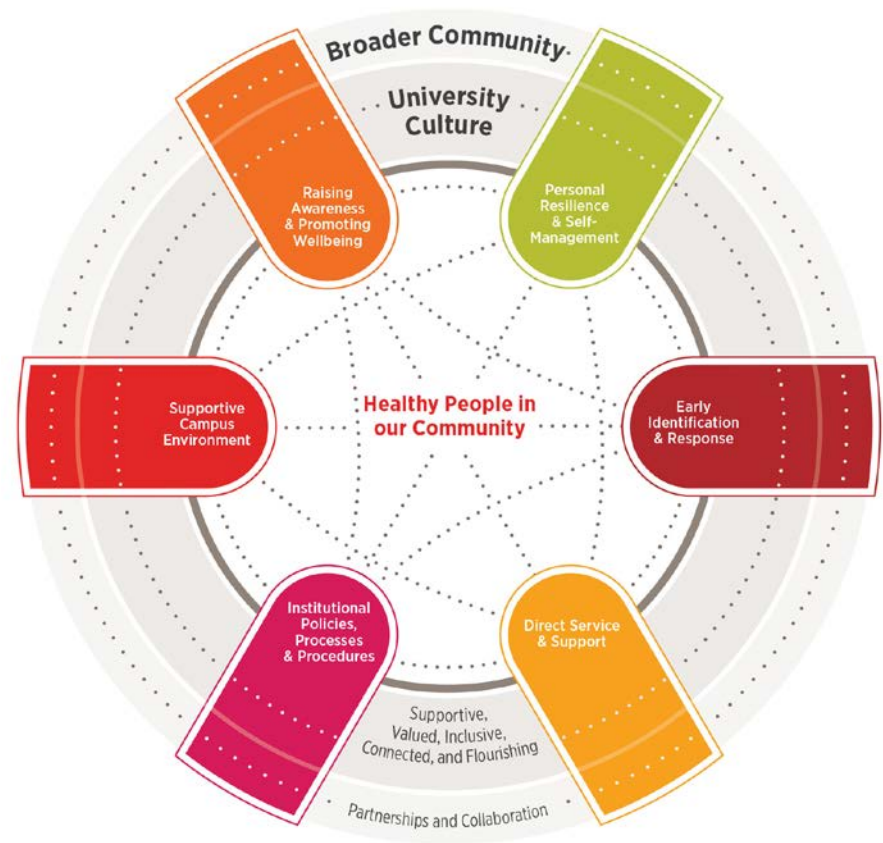 Broader Community
University
Culture
Raising
Awareness
& Promoting
Wellbeing
Personal
Resilience
& Self-
Management
Supportive
Campus
Environment
Healthy People in
our Community
Early
Identification
& Response
Institutional
Policies,
Processes
& Procedures
Direct Service
& Support
Supportive,
Valued, Inclusive,
Connected, and Flourishing
Partnerships and Collaboration